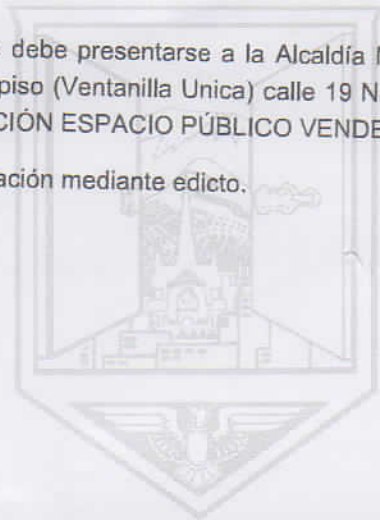 debe presentarse a la Alcaldía
piso (Ventanilla Unica) calle 19 N
CIÓN ESPACIO PÚBLICO VENDE
ación mediante edicto.